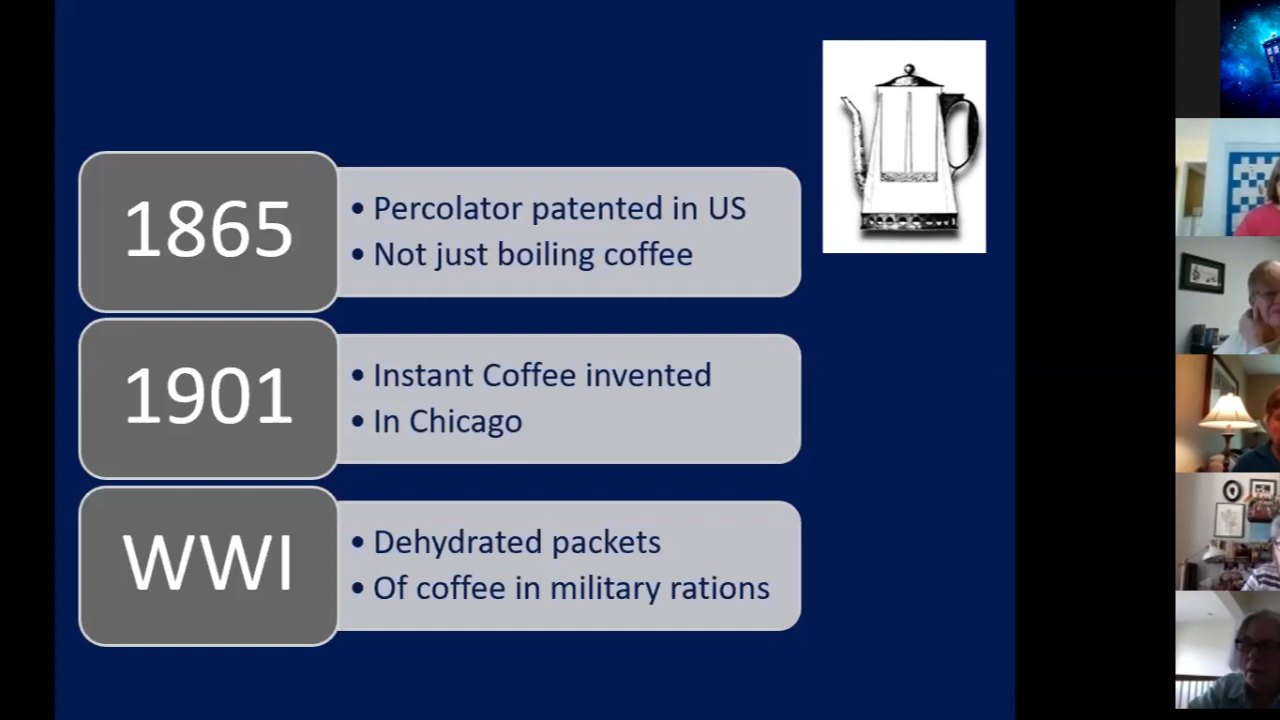 1865
• Percolator patented in US
• Not just boiling coffee
1901
• Instant Coffee invented
• In Chicago
WWI
• Dehydrated packets
• Of coffee in military rations